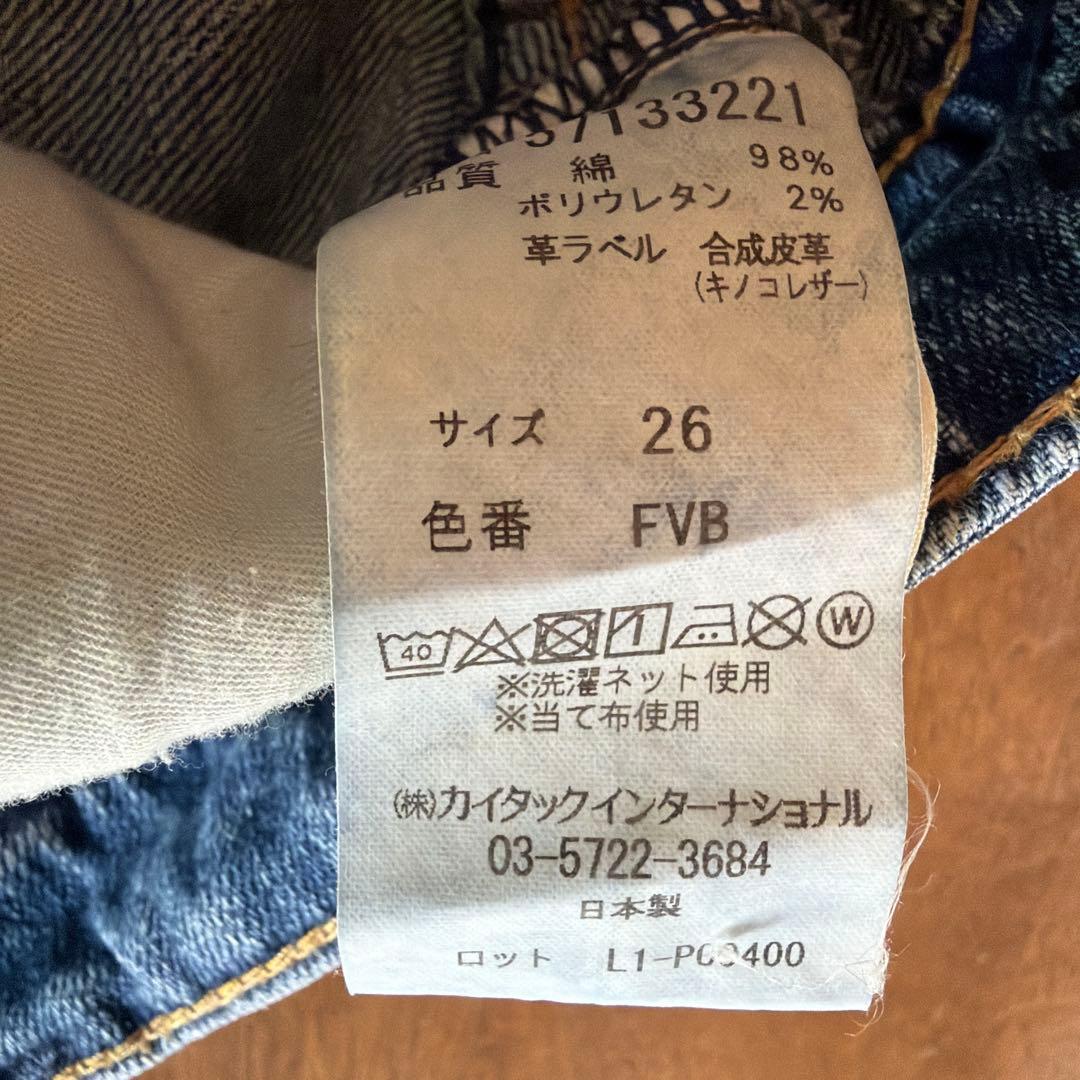 37133221
品質 綿 98%
ポリウレタン 2%
革ラベル 合成皮革
(キノコレザー)
サイズ 26
色番 FVB
40 1 W
※洗濯ネット使用
※当て布使用
(株)カイタックインターナショナル
03-5722-3684
日本製
ロット